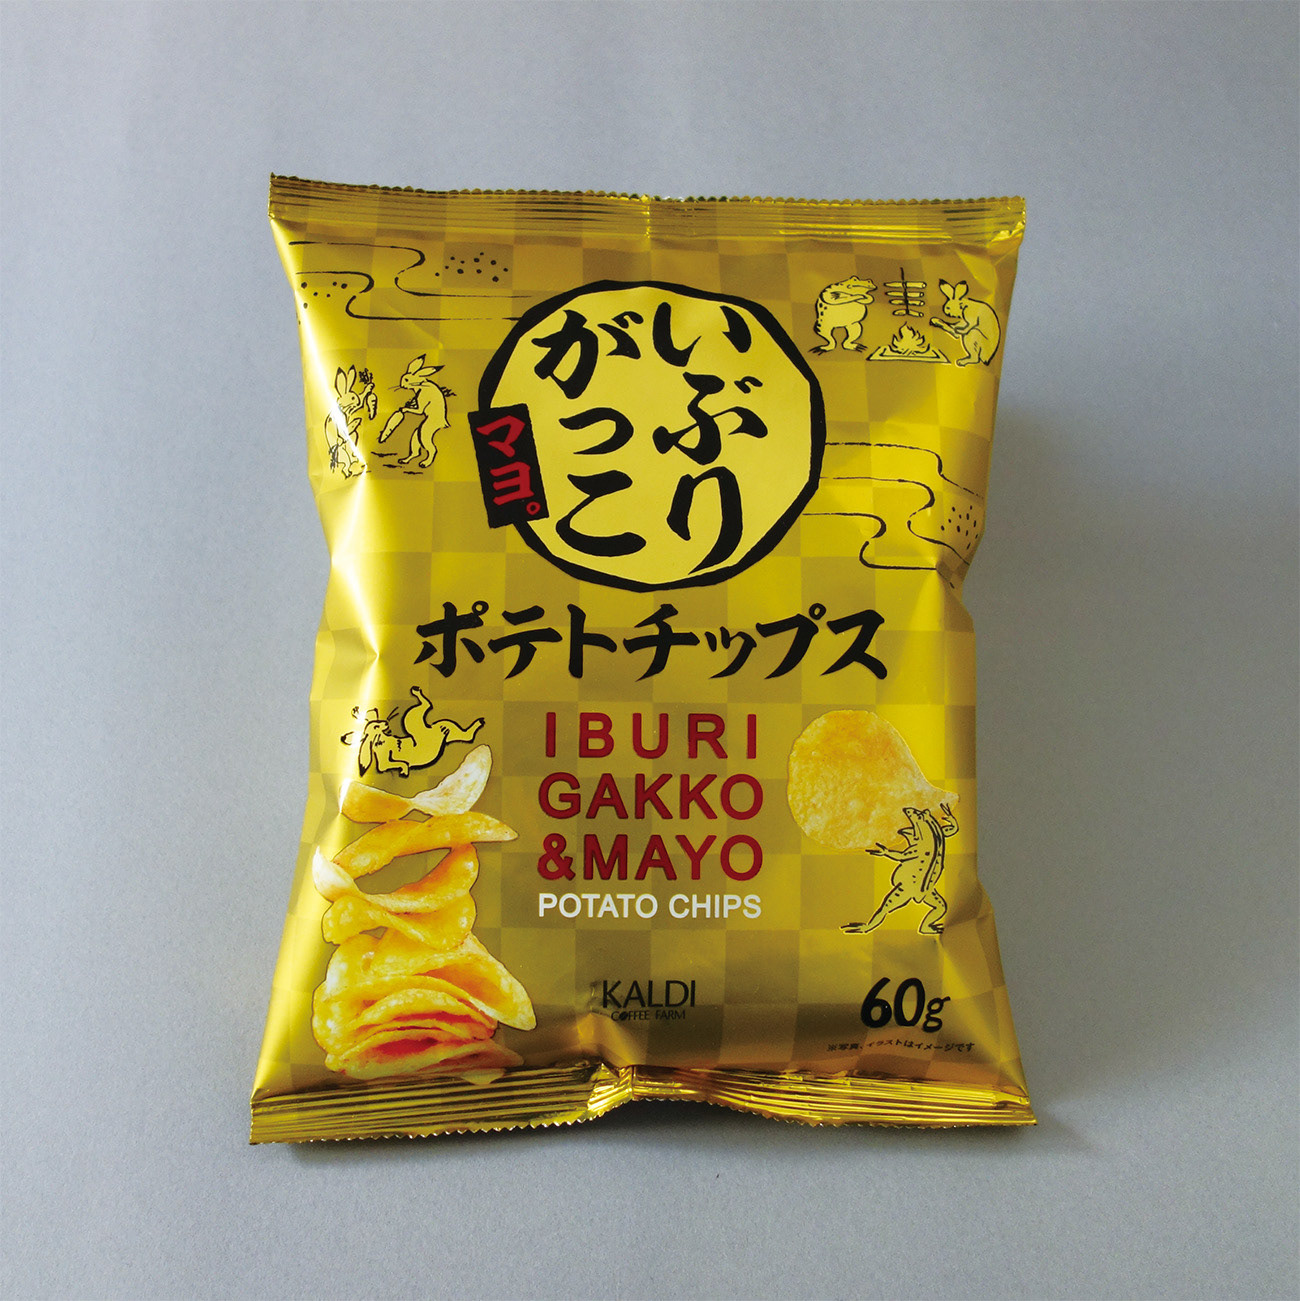 いぶり
がっこ
マヨ。
ポテトチップス
IBURI
GAKKO
&MAYO
POTATO CHIPS
KALDI
COFFEE FARM
60g
※写真、イラストはイメージです